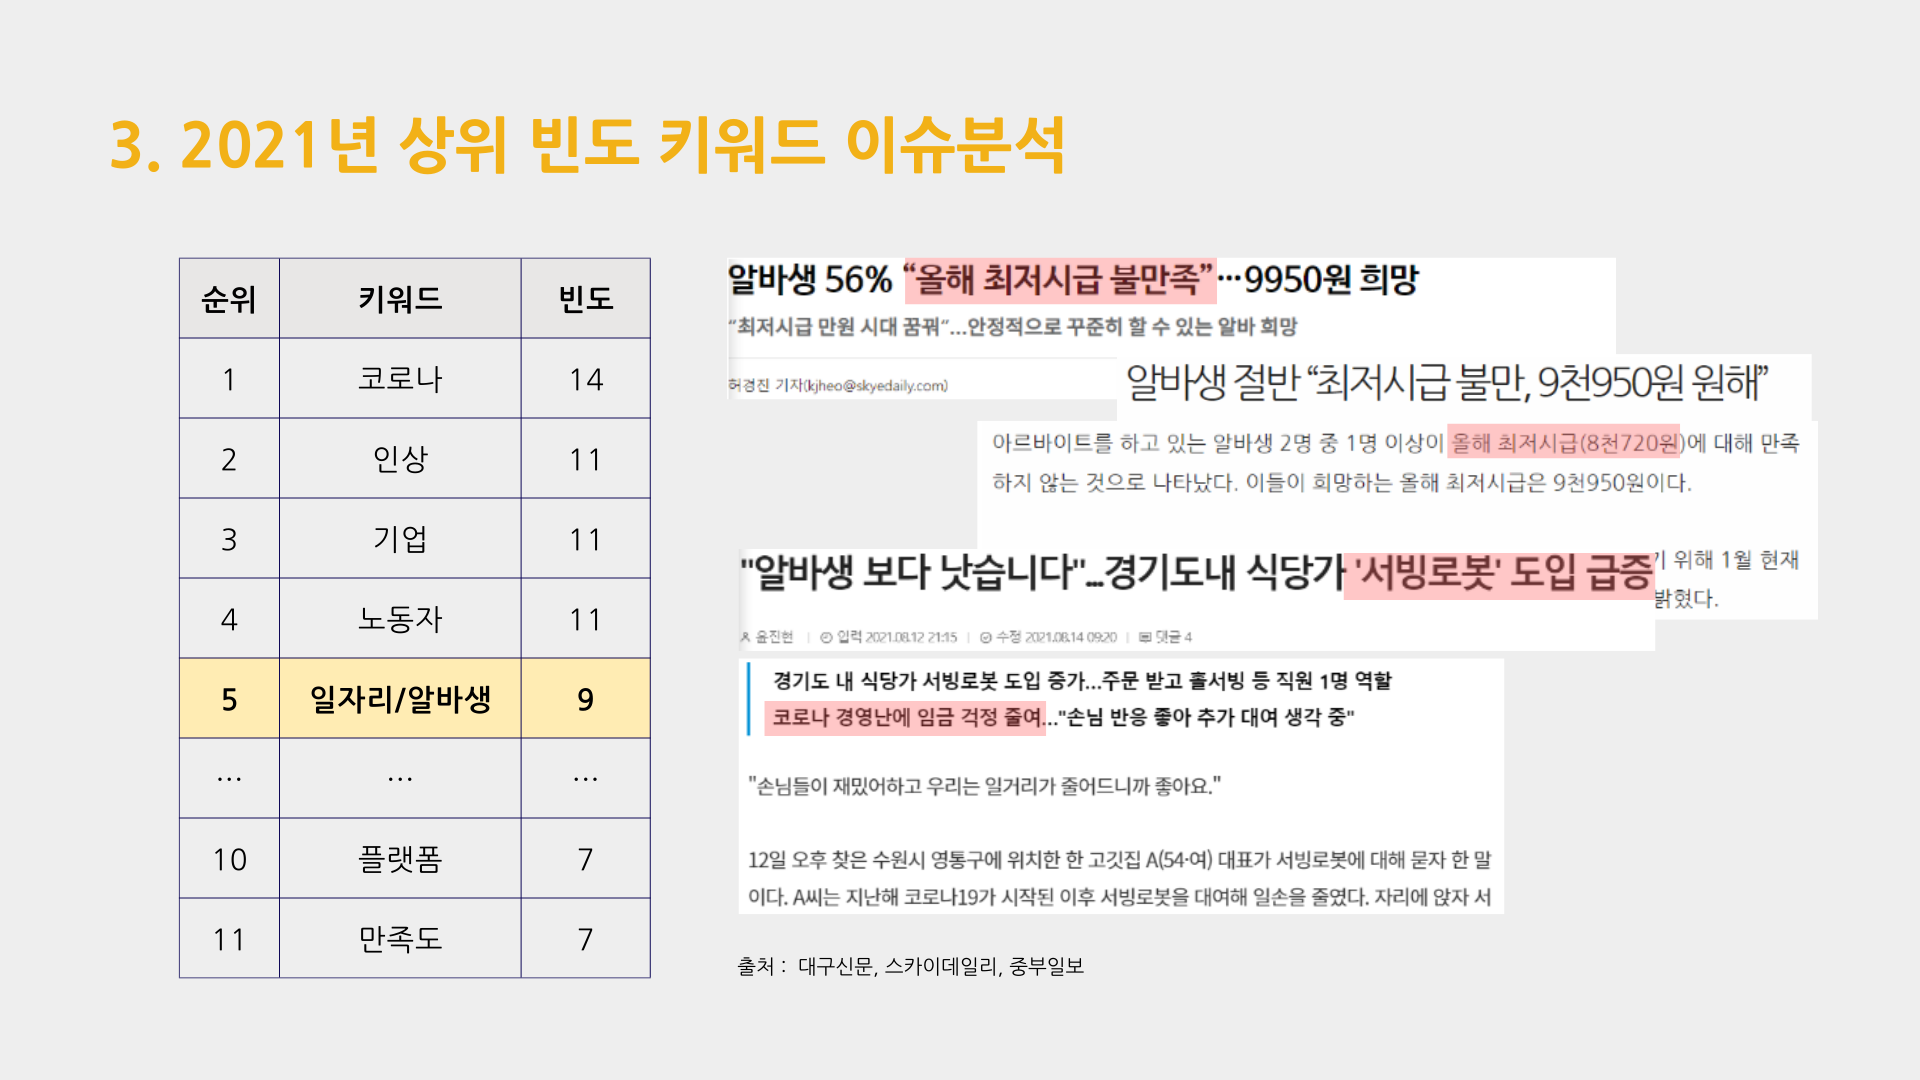 3. 2021년 상위 빈도 키워드 이슈분석
순위 키워드 빈도
1 코로나 14
2 인상 11
3 기업 11
4 노동자 11
5 일자리/알바생 9
... ... ...
10 플랫폼 7
11 만족도 7
알바생 56% “올해 최저시급 불만족”…9950원 희망
“최저시급 만원 시대 꿈꿔“…안정적으로 꾸준히 할 수 있는 알바 희망
허경진 기자(kjheo@skyedaily.com)
알바생 절반 “최저시급 불만, 9천950원 원해”
아르바이트를 하고 있는 알바생 2명 중 1명 이상이 올해 최저시급(8천720원)에 대해 만족
하지 않는 것으로 나타났다. 이들이 희망하는 올해 최저시급은 9천950원이다.
위해 1월 현재
밝혔다.
"알바생 보다 낫습니다"...경기도내 식당가 '서빙로봇' 도입 급증
윤진현 | 입력 2021.08.12 21:15 | 수정 2021.08.14 09:20 | 댓글 4
경기도 내 식당가 서빙로봇 도입 증가...주문 받고 홀서빙 등 직원 1명 역할
코로나 경영난에 임금 걱정 줄여..."손님 반응 좋아 추가 대여 생각 중"
"손님들이 재밌어하고 우리는 일거리가 줄어드니까 좋아요."
12일 오후 찾은 수원시 영통구에 위치한 한 고깃집 A(54·여) 대표가 서빙로봇에 대해 묻자 한 말
이다. A씨는 지난해 코로나19가 시작된 이후 서빙로봇을 대여해 일손을 줄였다. 자리에 앉자 서
출처 : 대구신문, 스카이데일리, 중부일보